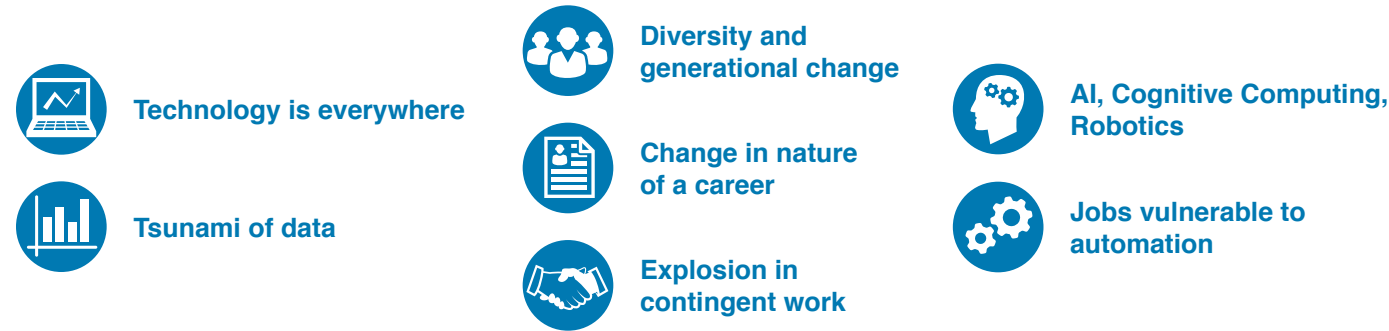 Technology is everywhere
Tsunami of data
Diversity and
generational change
Change in nature
of a career
Explosion in
contingent work
AI, Cognitive Computing,
Robotics
Jobs vulnerable to
automation